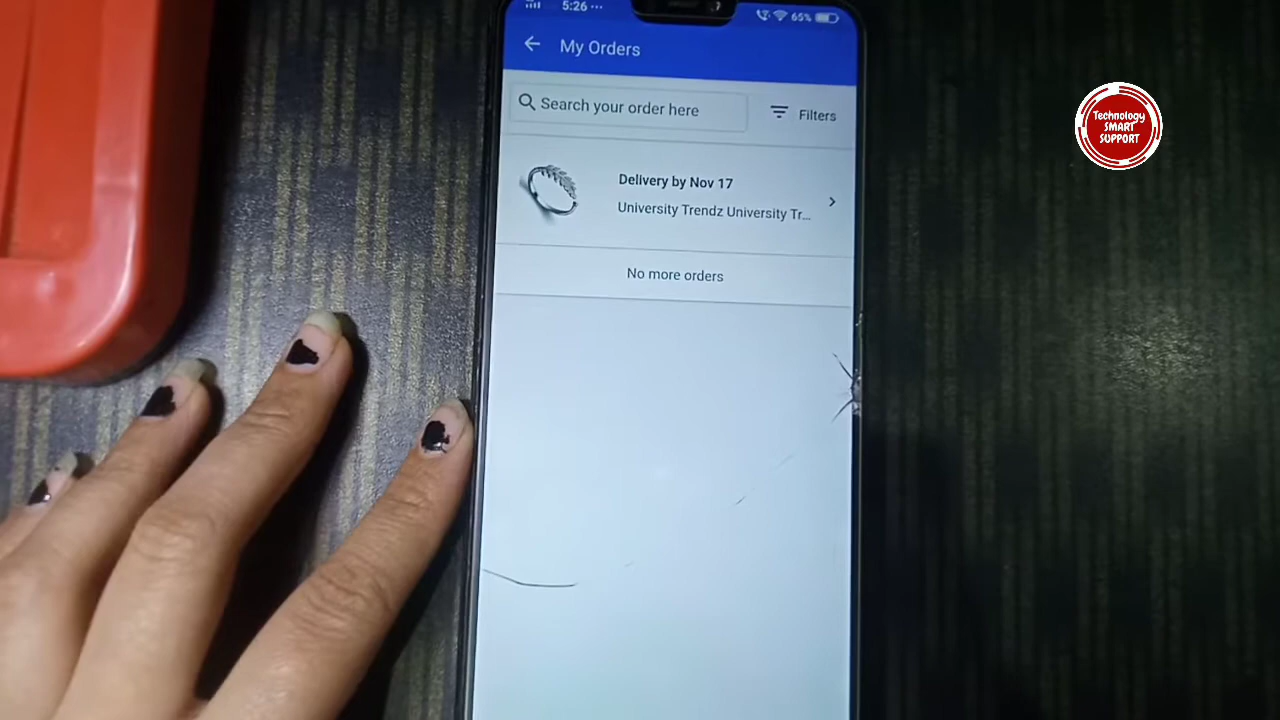 5:26
65%
My Orders
Search your order here
Filters
Delivery by Nov 17
University Trendz University Tr...
No more orders
Technology
SMART
SUPPORT